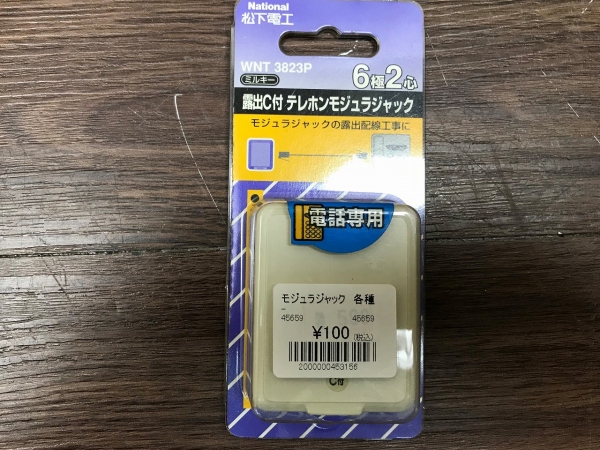 National
松下電工
WNT 3823P
ミルキー
6極2心
露出C付 テレホンモジュラジャック
モジュラジャックの露出配線工事に
電話専用
モジュラジャック 各種
45659 45659
¥100 (税込)
2000000453156
C付